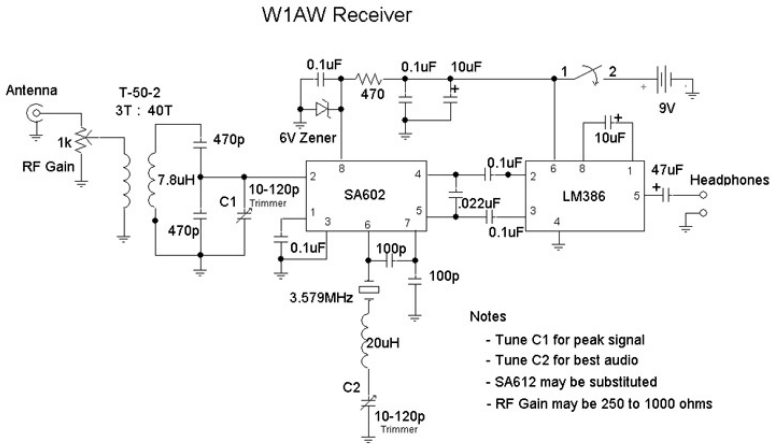 W1AW Receiver
0.1uF
0.1uF
10uF
1
2
470
+
9V
Antenna
T-50-2
3T : 40T
6V Zener
+
10uF
1k
470p
RF Gain
7.8uH
8
6
8
1
47uF
C1
10-120p
Trimmer
2
SA602
4
0.1uF
2
LM386
5
+
Headphones
.022uF
470p
1
3
6
7
5
0.1uF
3
4
0.1uF
100p
100p
3.579MHz
20uH
C2
10-120p
Trimmer
Notes
- Tune C1 for peak signal
- Tune C2 for best audio
- SA612 may be substituted
- RF Gain may be 250 to 1000 ohms